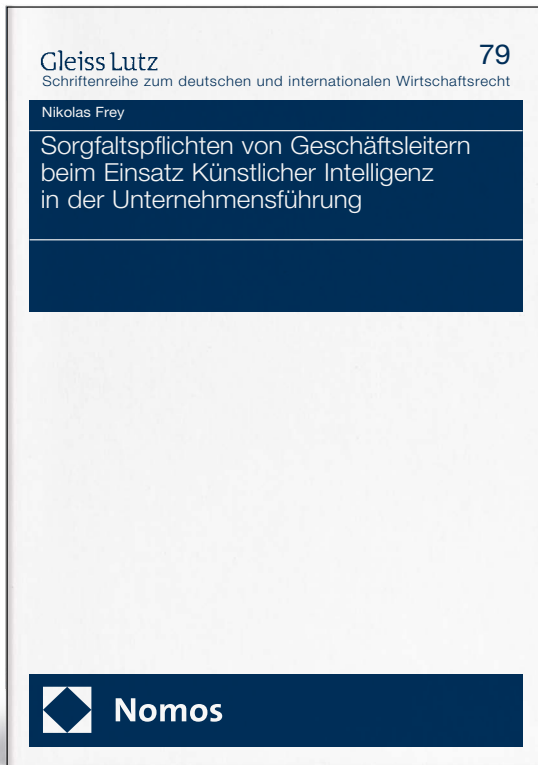 Gleiss Lutz
79
Schriftenreihe zum deutschen und internationalen Wirtschaftsrecht
Nikolas Frey
Sorgfaltspflichten von Geschäftsleitern
beim Einsatz Künstlicher Intelligenz
in der Unternehmensführung
Nomos